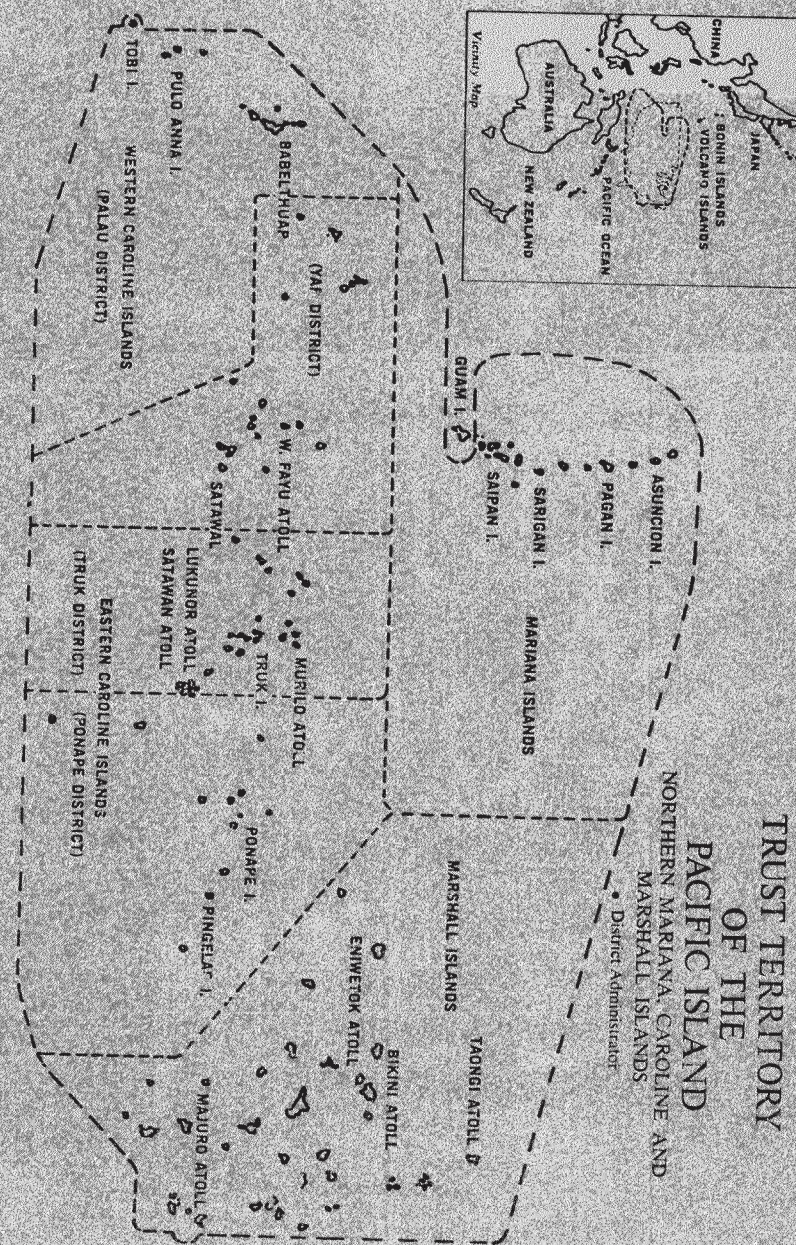 TRUST TERRITORY
OF THE
PACIFIC ISLAND
NORTHERN MARIANA, CAROLINE AND
MARSHALL ISLANDS
• District Administrator
CHINA
JAPAN
BONIN ISLANDS
VOLCANO ISLANDS
PACIFIC OCEAN
AUSTRALIA
NEW ZEALAND
Vicinity Map
ASUNCION I.
PAGAN I.
SARIGAN I.
SAIPAN I.
GUAM I.
MARIANA ISLANDS
MARSHALL ISLANDS
TAONGI ATOLL
BIKINI ATOLL
ENIWETOK ATOLL
MAJURO ATOLL
(YAP DISTRICT)
BABELTHUAP
PULO ANNA I.
TOBI I.
WESTERN CAROLINE ISLANDS
(PALAU DISTRICT)
W. FAYU ATOLL
SATAWAL
MURILO ATOLL
TRUK I.
LUKUNOR ATOLL
SATAWAN ATOLL
PONAPE I.
PINGELAP I.
EASTERN CAROLINE ISLANDS
(TRUK DISTRICT)
(PONAPE DISTRICT)